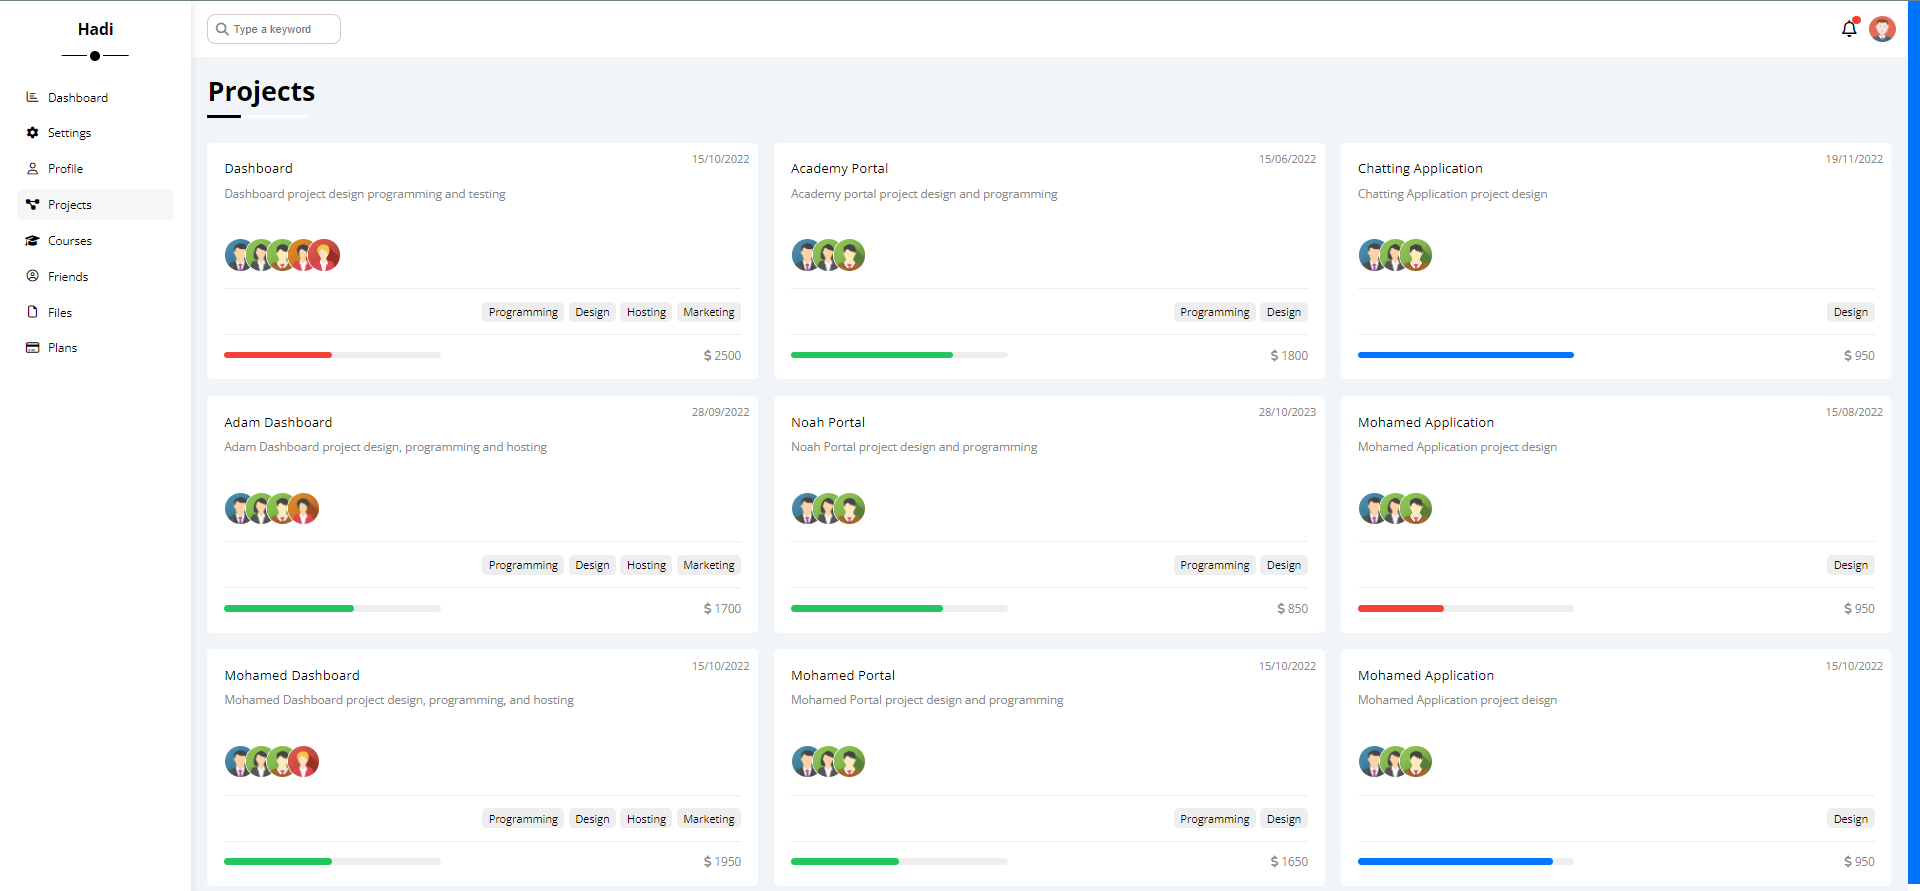 Hadi
Dashboard
Settings
Profile
Projects
Courses
Friends
Files
Plans
Type a keyword
Projects
15/10/2022
Dashboard
Dashboard project design programming and testing
Programming Design Hosting Marketing
$ 2500
15/06/2022
Academy Portal
Academy portal project design and programming
Programming Design
$ 1800
19/11/2022
Chatting Application
Chatting Application project design
Design
$ 950
28/09/2022
Adam Dashboard
Adam Dashboard project design, programming and hosting
Programming Design Hosting Marketing
$ 1700
28/10/2023
Noah Portal
Noah Portal project design and programming
Programming Design
$ 850
15/08/2022
Mohamed Application
Mohamed Application project design
Design
$ 950
15/10/2022
Mohamed Dashboard
Mohamed Dashboard project design, programming, and hosting
Programming Design Hosting Marketing
$ 1950
15/10/2022
Mohamed Portal
Mohamed Portal project design and programming
Programming Design
$ 1650
15/10/2022
Mohamed Application
Mohamed Application project deisgn
Design
$ 950